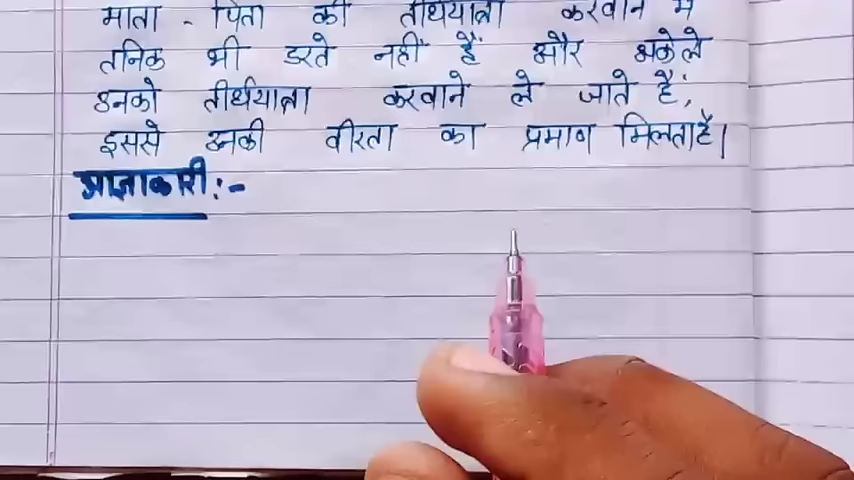 माता - पिता की तीर्थयात्रा करवाने में
तनिक भी डरते नहीं हैं और अकेले
उनको तीर्थयात्रा करवाने ले जाते हैं,
इससे उनकी वीरता का प्रमाण मिलता है।
आज्ञाकारी:-